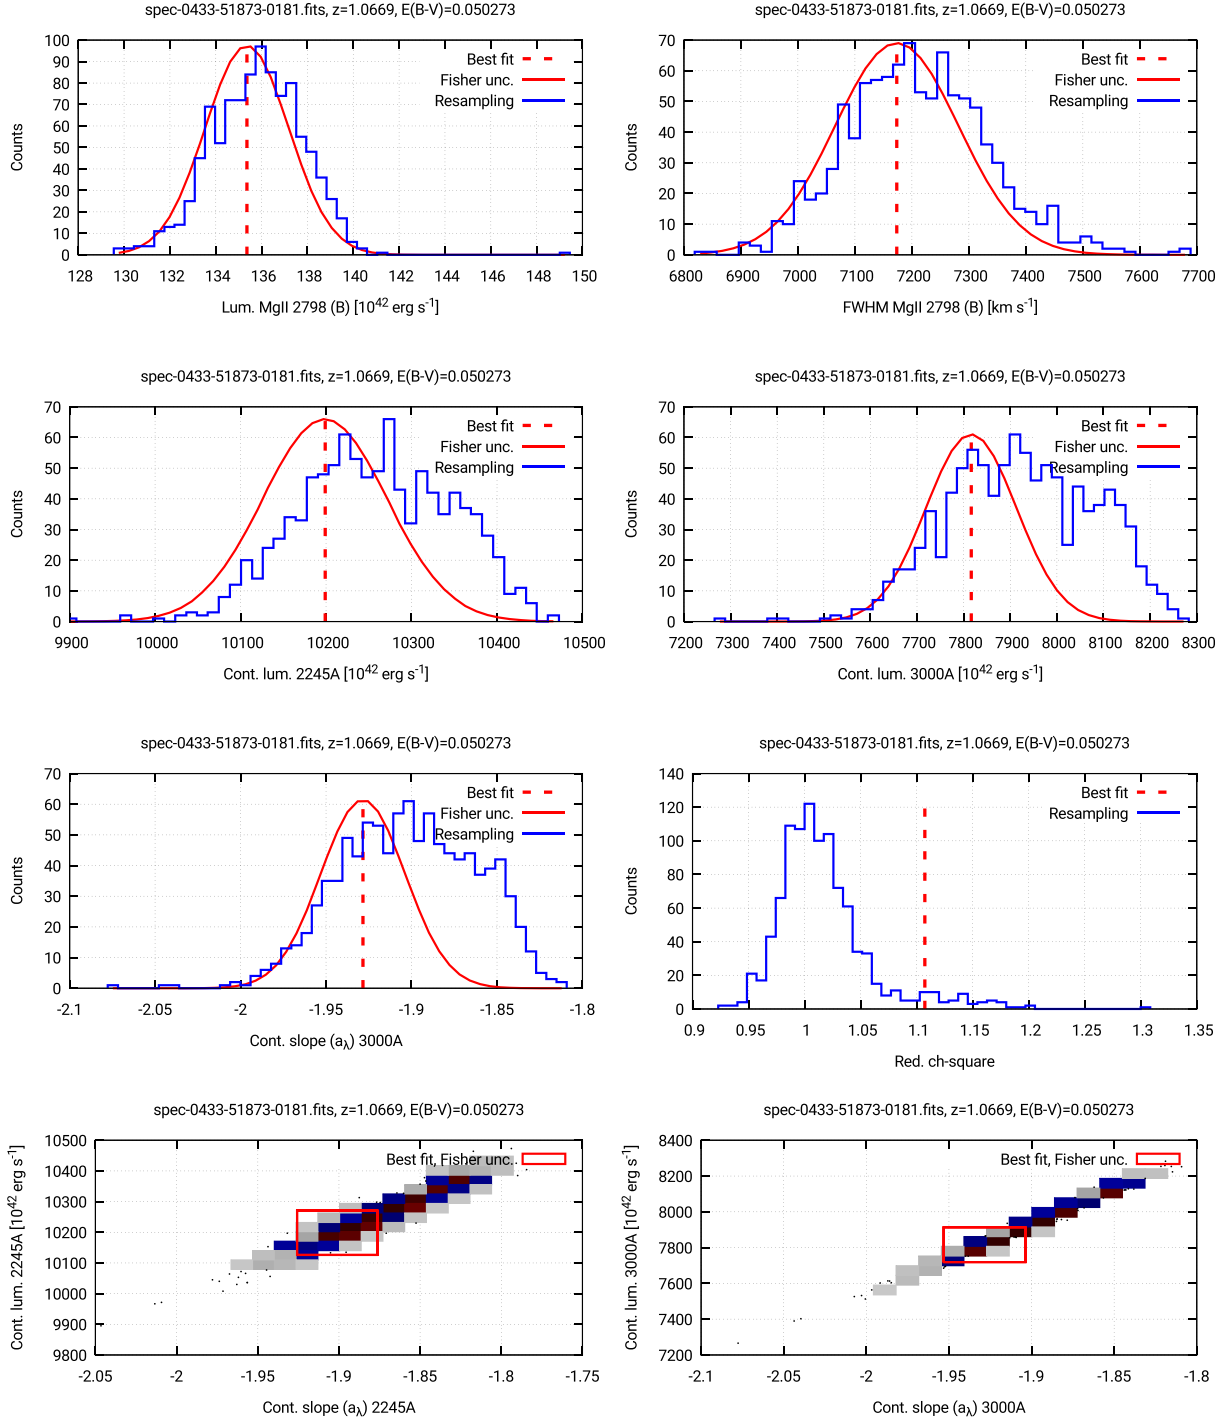 spec-0433-51873-0181.fits, z=1.0669, E(B-V)=0.050273
100
90
80
70
60
50
40
30
20
10
0
Counts
Best fit
Fisher unc.
Resampling
128 130 132 134 136 138 140 142 144 146 148 150
Lum. MgII 2798 (B) [10^42 erg s^-1]
spec-0433-51873-0181.fits, z=1.0669, E(B-V)=0.050273
70
60
50
40
30
20
10
0
Counts
Best fit
Fisher unc.
Resampling
6800 6900 7000 7100 7200 7300 7400 7500 7600 7700
FWHM MgII 2798 (B) [km s^-1]
spec-0433-51873-0181.fits, z=1.0669, E(B-V)=0.050273
70
60
50
40
30
20
10
0
Counts
Best fit
Fisher unc.
Resampling
9900 10000 10100 10200 10300 10400 10500
Cont. lum. 2245A [10^42 erg s^-1]
spec-0433-51873-0181.fits, z=1.0669, E(B-V)=0.050273
70
60
50
40
30
20
10
0
Counts
Best fit
Fisher unc.
Resampling
7200 7300 7400 7500 7600 7700 7800 7900 8000 8100 8200 8300
Cont. lum. 3000A [10^42 erg s^-1]
spec-0433-51873-0181.fits, z=1.0669, E(B-V)=0.050273
70
60
50
40
30
20
10
0
Counts
Best fit
Fisher unc.
Resampling
-2.1 -2.05 -2 -1.95 -1.9 -1.85 -1.8
Cont. slope (aλ) 3000A
spec-0433-51873-0181.fits, z=1.0669, E(B-V)=0.050273
140
120
100
80
60
40
20
0
Counts
Best fit
Resampling
0.9 0.95 1 1.05 1.1 1.15 1.2 1.25 1.3 1.35
Red. ch-square
spec-0433-51873-0181.fits, z=1.0669, E(B-V)=0.050273
10500
10400
10300
10200
10100
10000
9900
9800
Cont. lum. 2245A [10^42 erg s^-1]
Best fit, Fisher unc.
-2.05 -2 -1.95 -1.9 -1.85 -1.8 -1.75
Cont. slope (aλ) 2245A
spec-0433-51873-0181.fits, z=1.0669, E(B-V)=0.050273
8400
8200
8000
7800
7600
7400
7200
Cont. lum. 3000A [10^42 erg s^-1]
Best fit, Fisher unc.
-2.1 -2.05 -2 -1.95 -1.9 -1.85 -1.8
Cont. slope (aλ) 3000A